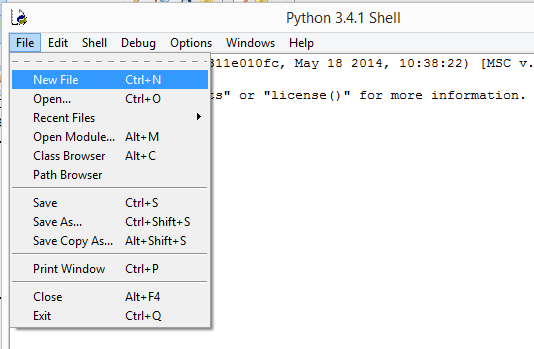 Python 3.4.1 Shell
File Edit Shell Debug Options Windows Help
311e010fc, May 18 2014, 10:38:22) [MSC v.
New File Ctrl+N
Open... Ctrl+O
ts" or "license()" for more information.
Recent Files
Open Module... Alt+M
Class Browser Alt+C
Path Browser
Save Ctrl+S
Save As... Ctrl+Shift+S
Save Copy As... Alt+Shift+S
Print Window Ctrl+P
Close Alt+F4
Exit Ctrl+Q